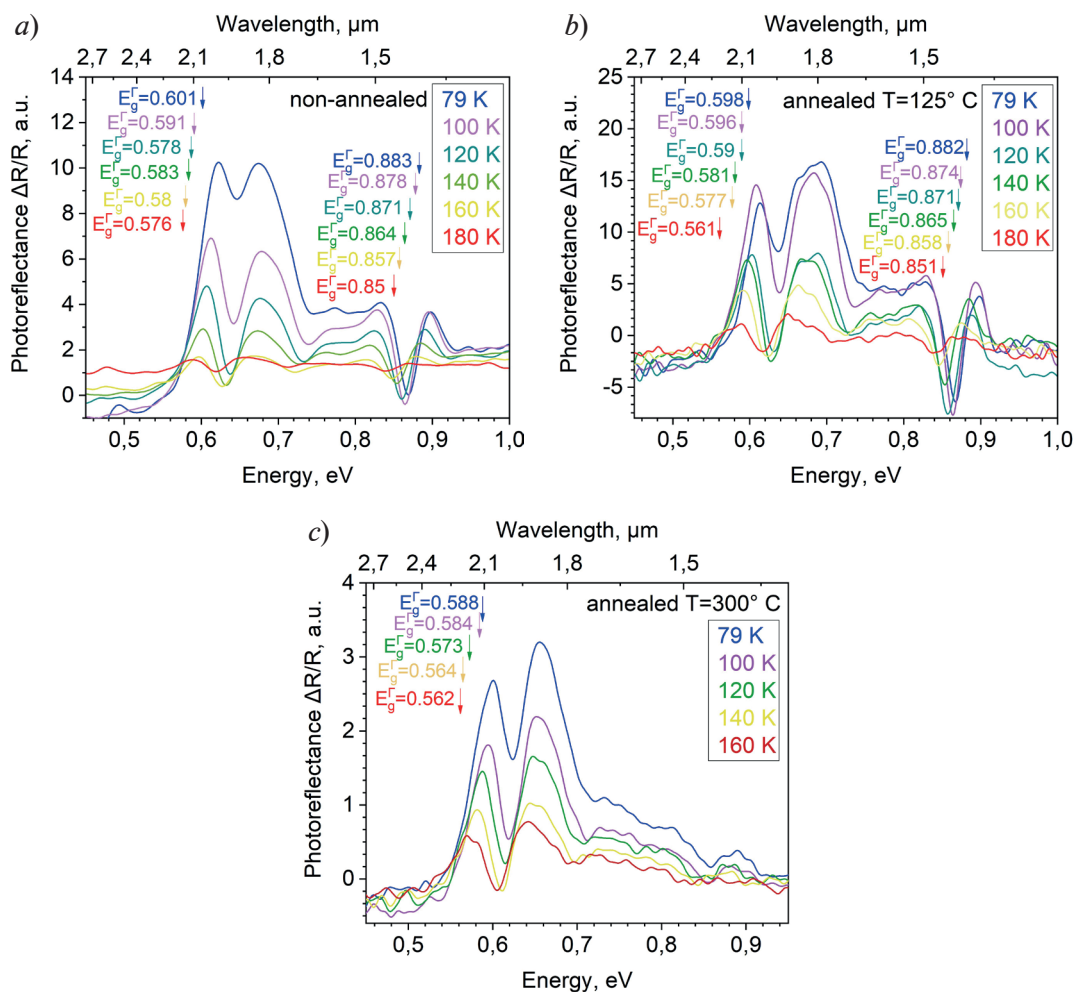 a)
Wavelength, µm
2,7 2,4 2,1 1,8 1,5
Photoreflectance ΔR/R, a.u.
14
12
10
8
6
4
2
0
non-annealed
E_g^Γ=0.601
E_g^Γ=0.591
E_g^Γ=0.578
E_g^Γ=0.583
E_g^Γ=0.58
E_g^Γ=0.576
E_g^Γ=0.883
E_g^Γ=0.878
E_g^Γ=0.871
E_g^Γ=0.864
E_g^Γ=0.857
E_g^Γ=0.85
79 K
100 K
120 K
140 K
160 K
180 K
0,5 0,6 0,7 0,8 0,9 1,0
Energy, eV
b)
Wavelength, µm
2,7 2,4 2,1 1,8 1,5
Photoreflectance ΔR/R, a.u.
25
20
15
10
5
0
-5
annealed T=125° C
E_g^Γ=0.598
E_g^Γ=0.596
E_g^Γ=0.59
E_g^Γ=0.581
E_g^Γ=0.577
E_g^Γ=0.561
E_g^Γ=0.882
E_g^Γ=0.874
E_g^Γ=0.871
E_g^Γ=0.865
E_g^Γ=0.858
E_g^Γ=0.851
79 K
100 K
120 K
140 K
160 K
180 K
0,5 0,6 0,7 0,8 0,9 1,0
Energy, eV
c)
Wavelength, µm
2,7 2,4 2,1 1,8 1,5
Photoreflectance ΔR/R, a.u.
4
3
2
1
0
annealed T=300° C
E_g^Γ=0.588
E_g^Γ=0.584
E_g^Γ=0.573
E_g^Γ=0.564
E_g^Γ=0.562
79 K
100 K
120 K
140 K
160 K
0,5 0,6 0,7 0,8 0,9
Energy, eV